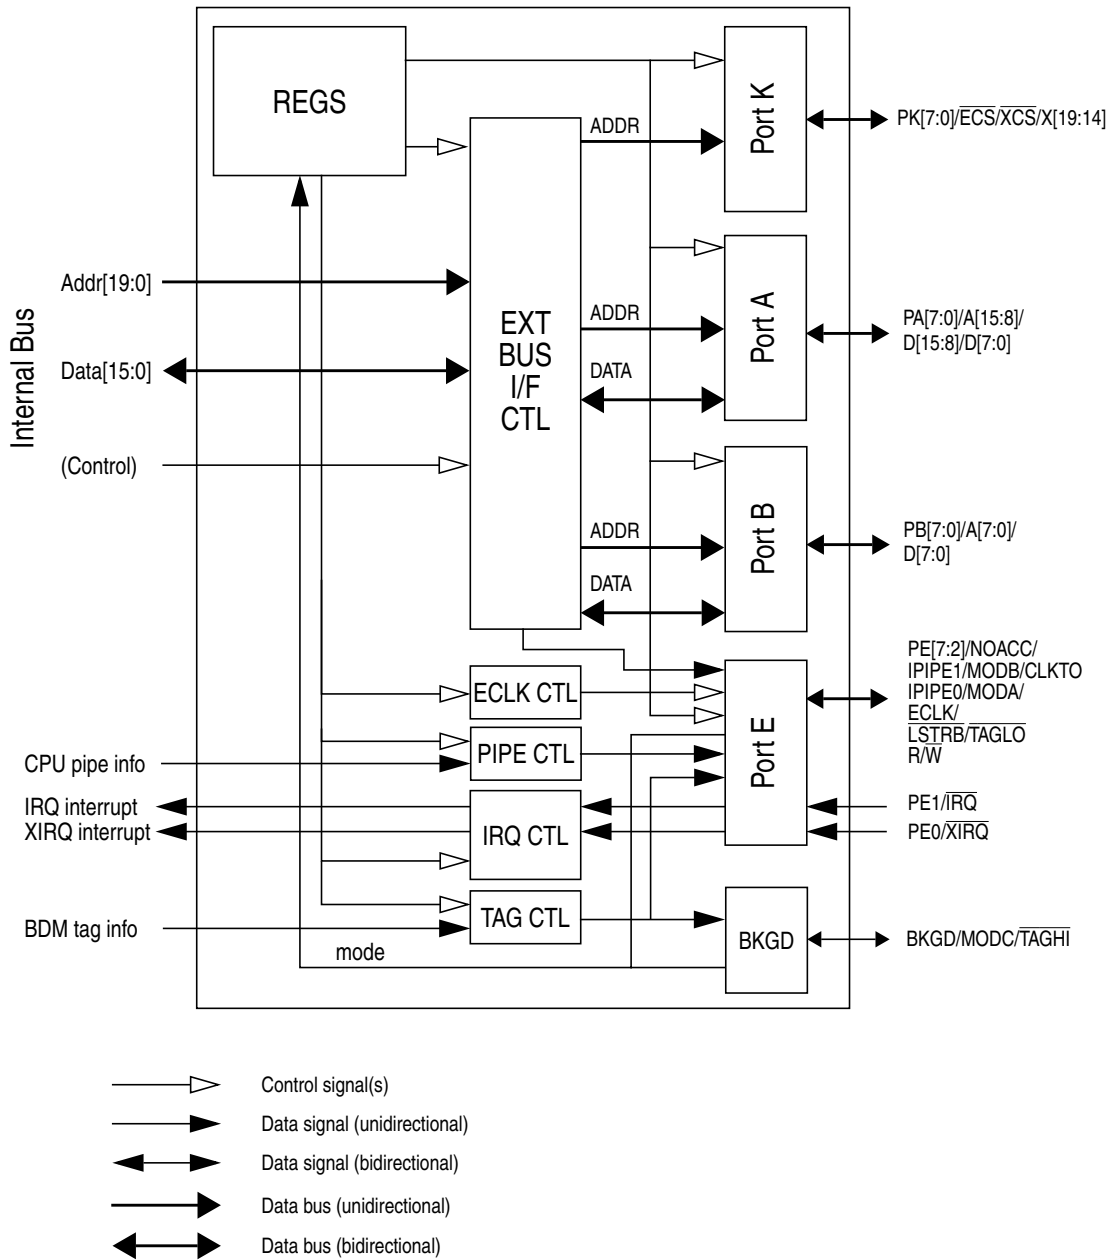 REGS
Port K
ADDR
PK[7:0]/ECS/XCS/X[19:14]
Internal Bus
Addr[19:0]
Data[15:0]
(Control)
EXT
BUS
I/F
CTL
ADDR
DATA
Port A
PA[7:0]/A[15:8]/
D[15:8]/D[7:0]
ADDR
DATA
Port B
PB[7:0]/A[7:0]/
D[7:0]
ECLK CTL
PIPE CTL
IRQ CTL
TAG CTL
Port E
PE[7:2]/NOACC/
IPIPE1/MODB/CLKTO
IPIPE0/MODA/
ECLK/
LSTRB/TAGLO
R/W
CPU pipe info
IRQ interrupt
XIRQ interrupt
PE1/IRQ
PE0/XIRQ
BDM tag info
mode
BKGD
BKGD/MODC/TAGHI
Control signal(s)
Data signal (unidirectional)
Data signal (bidirectional)
Data bus (unidirectional)
Data bus (bidirectional)